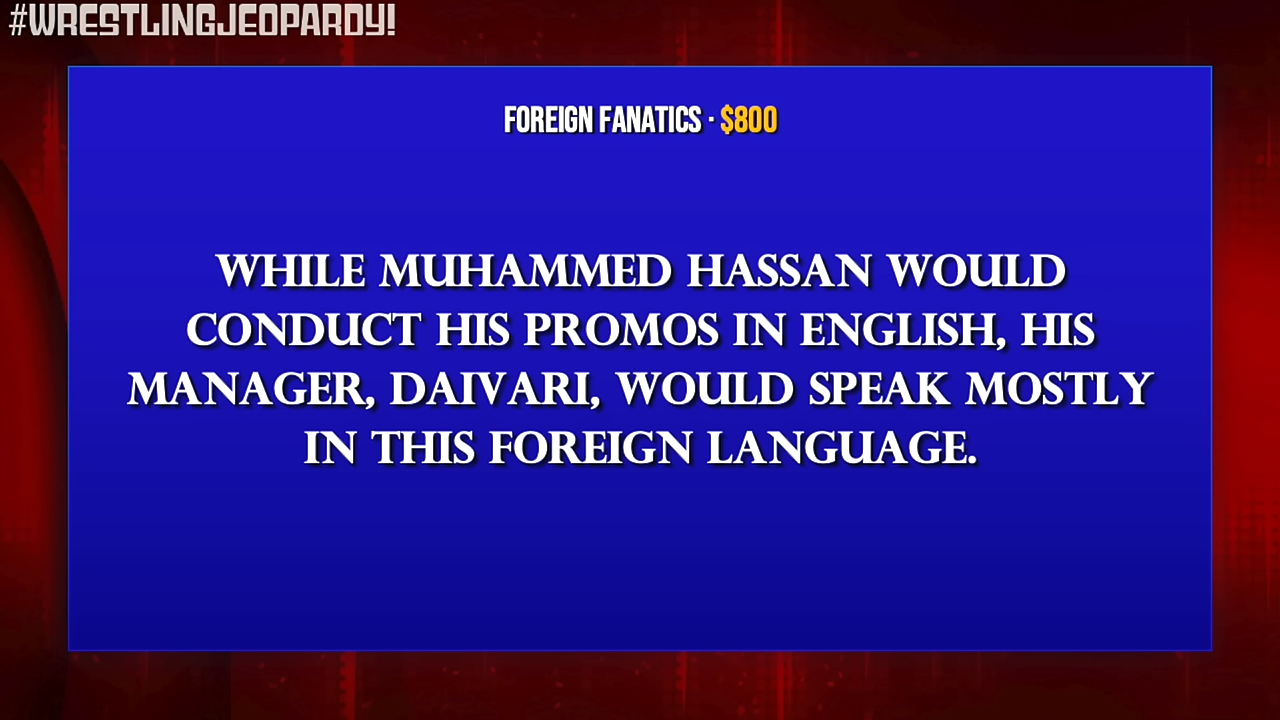 #WRESTLINGJEOPARDY!
FOREIGN FANATICS · $800
WHILE MUHAMMED HASSAN WOULD
CONDUCT HIS PROMOS IN ENGLISH, HIS
MANAGER, DAIVARI, WOULD SPEAK MOSTLY
IN THIS FOREIGN LANGUAGE.